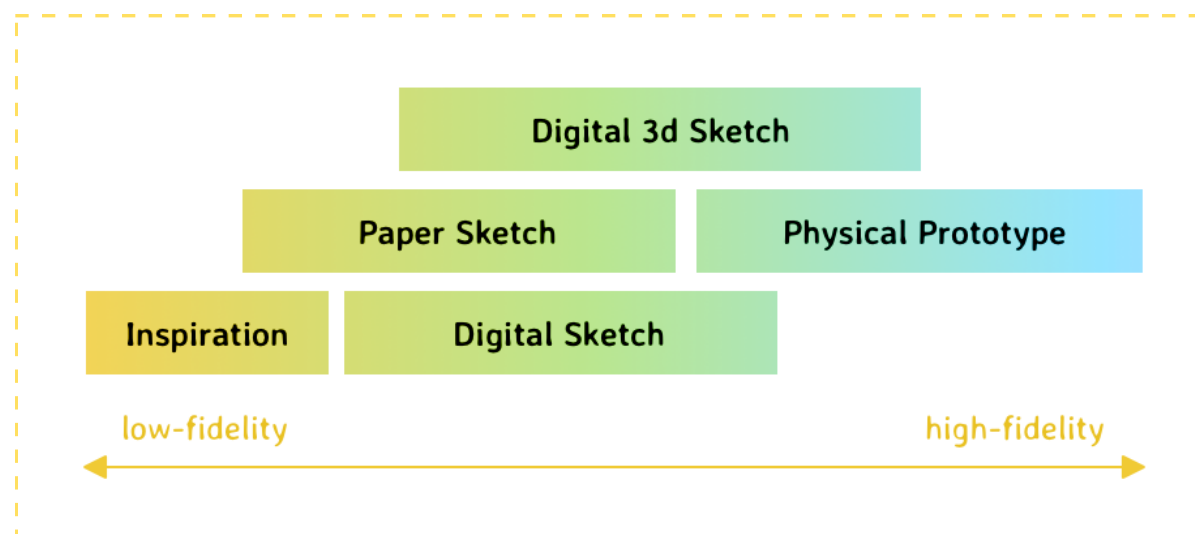 Digital 3d Sketch
Paper Sketch
Physical Prototype
Inspiration
Digital Sketch
low-fidelity
high-fidelity